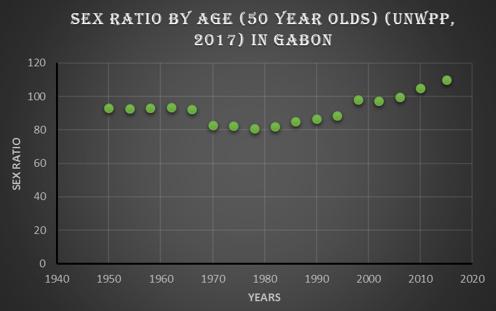 SEX RATIO BY AGE (50 YEAR OLDS) (UNWPP,
2017) IN GABON
120
100
80
60
40
20
0
SEX RATIO
1940 1950 1960 1970 1980 1990 2000 2010 2020
YEARS